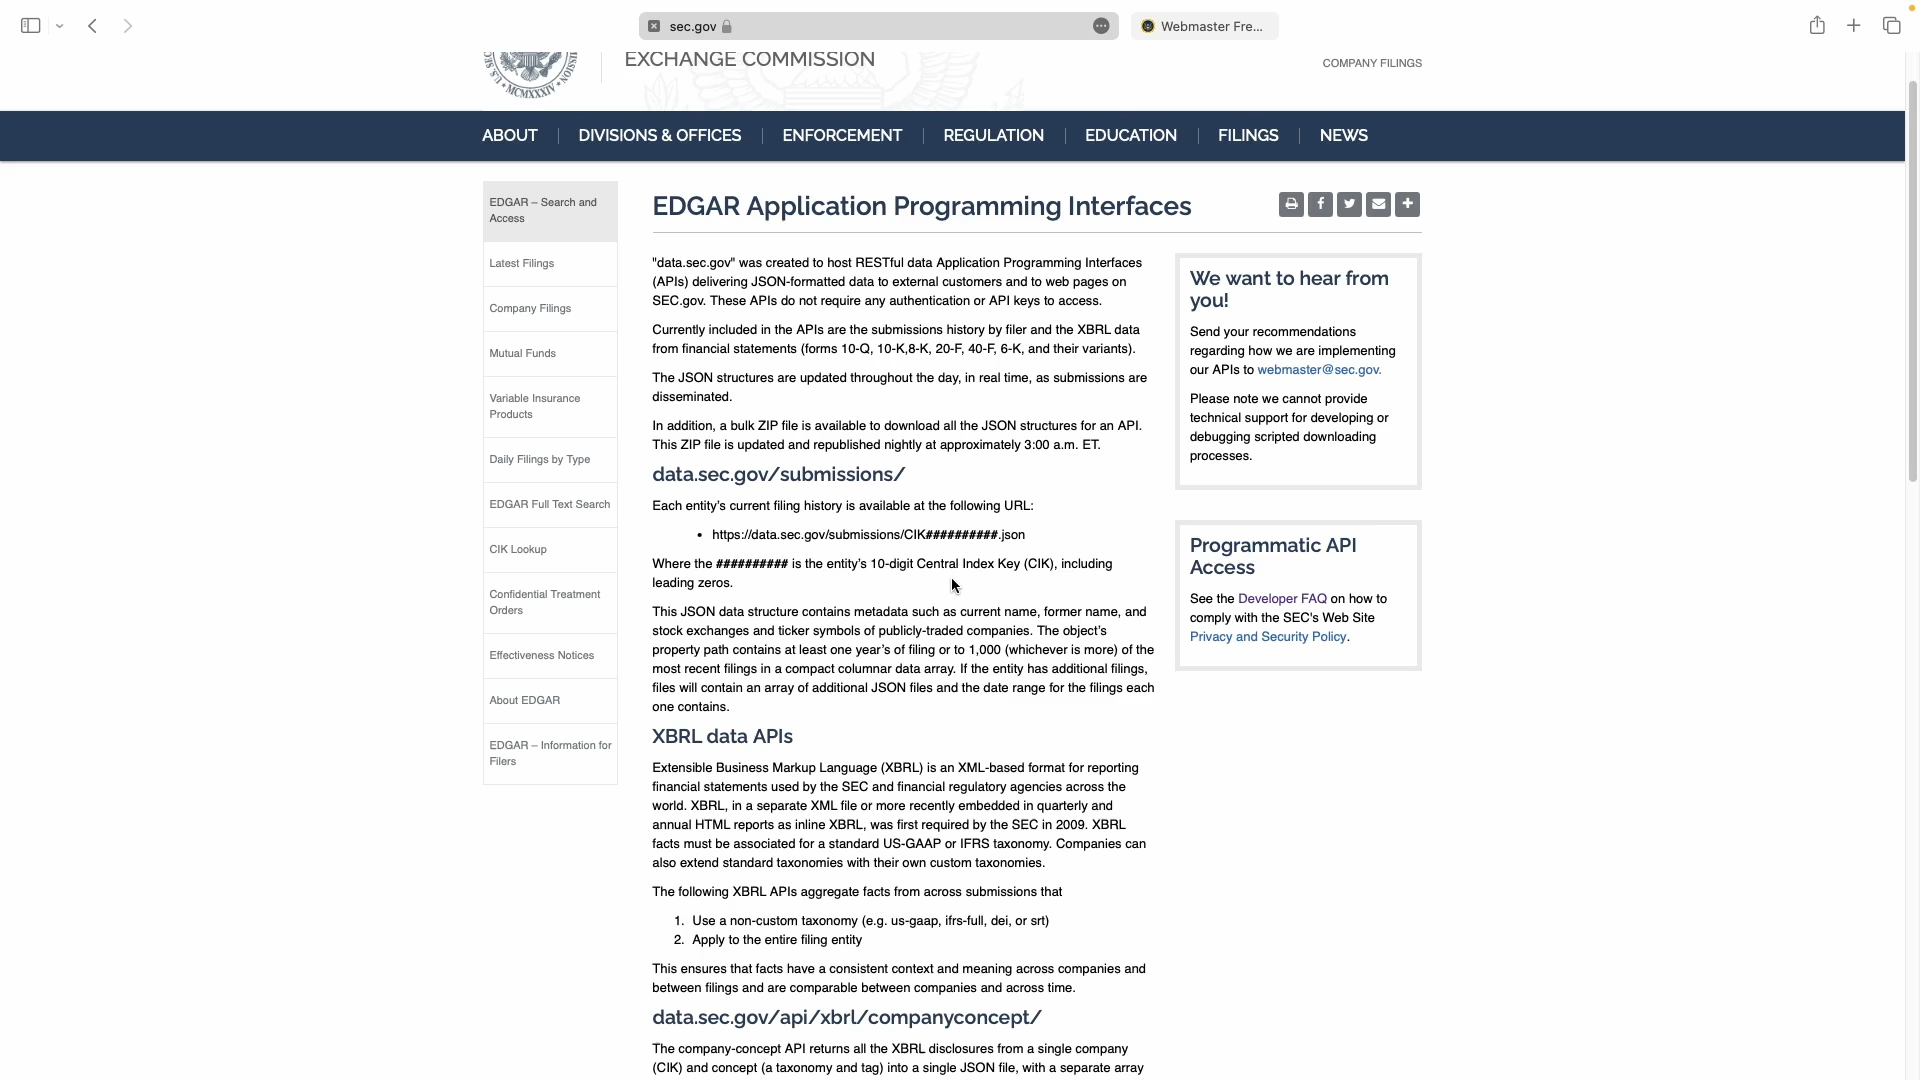 sec.gov
Webmaster Fre...
EXCHANGE COMMISSION
COMPANY FILINGS
MCMXXXIV
ABOUT
DIVISIONS & OFFICES
ENFORCEMENT
REGULATION
EDUCATION
FILINGS
NEWS
EDGAR – Search and
Access
Latest Filings
Company Filings
Mutual Funds
Variable Insurance
Products
Daily Filings by Type
EDGAR Full Text Search
CIK Lookup
Confidential Treatment
Orders
Effectiveness Notices
About EDGAR
EDGAR – Information for
Filers
EDGAR Application Programming Interfaces
"data.sec.gov" was created to host RESTful data Application Programming Interfaces
(APIs) delivering JSON-formatted data to external customers and to web pages on
SEC.gov. These APIs do not require any authentication or API keys to access.
Currently included in the APIs are the submissions history by filer and the XBRL data
from financial statements (forms 10-Q, 10-K,8-K, 20-F, 40-F, 6-K, and their variants).
The JSON structures are updated throughout the day, in real time, as submissions are
disseminated.
In addition, a bulk ZIP file is available to download all the JSON structures for an API.
This ZIP file is updated and republished nightly at approximately 3:00 a.m. ET.
data.sec.gov/submissions/
Each entity's current filing history is available at the following URL:
• https://data.sec.gov/submissions/CIK##########.json
Where the ########## is the entity's 10-digit Central Index Key (CIK), including
leading zeros.
This JSON data structure contains metadata such as current name, former name, and
stock exchanges and ticker symbols of publicly-traded companies. The object's
property path contains at least one year's of filing or to 1,000 (whichever is more) of the
most recent filings in a compact columnar data array. If the entity has additional filings,
files will contain an array of additional JSON files and the date range for the filings each
one contains.
XBRL data APIs
Extensible Business Markup Language (XBRL) is an XML-based format for reporting
financial statements used by the SEC and financial regulatory agencies across the
world. XBRL, in a separate XML file or more recently embedded in quarterly and
annual HTML reports as inline XBRL, was first required by the SEC in 2009. XBRL
facts must be associated for a standard US-GAAP or IFRS taxonomy. Companies can
also extend standard taxonomies with their own custom taxonomies.
The following XBRL APIs aggregate facts from across submissions that
1. Use a non-custom taxonomy (e.g. us-gaap, ifrs-full, dei, or srt)
2. Apply to the entire filing entity
This ensures that facts have a consistent context and meaning across companies and
between filings and are comparable between companies and across time.
data.sec.gov/api/xbrl/companyconcept/
The company-concept API returns all the XBRL disclosures from a single company
(CIK) and concept (a taxonomy and tag) into a single JSON file, with a separate array
We want to hear from
you!
Send your recommendations
regarding how we are implementing
our APIs to webmaster@sec.gov.
Please note we cannot provide
technical support for developing or
debugging scripted downloading
processes.
Programmatic API
Access
See the Developer FAQ on how to
comply with the SEC's Web Site
Privacy and Security Policy.